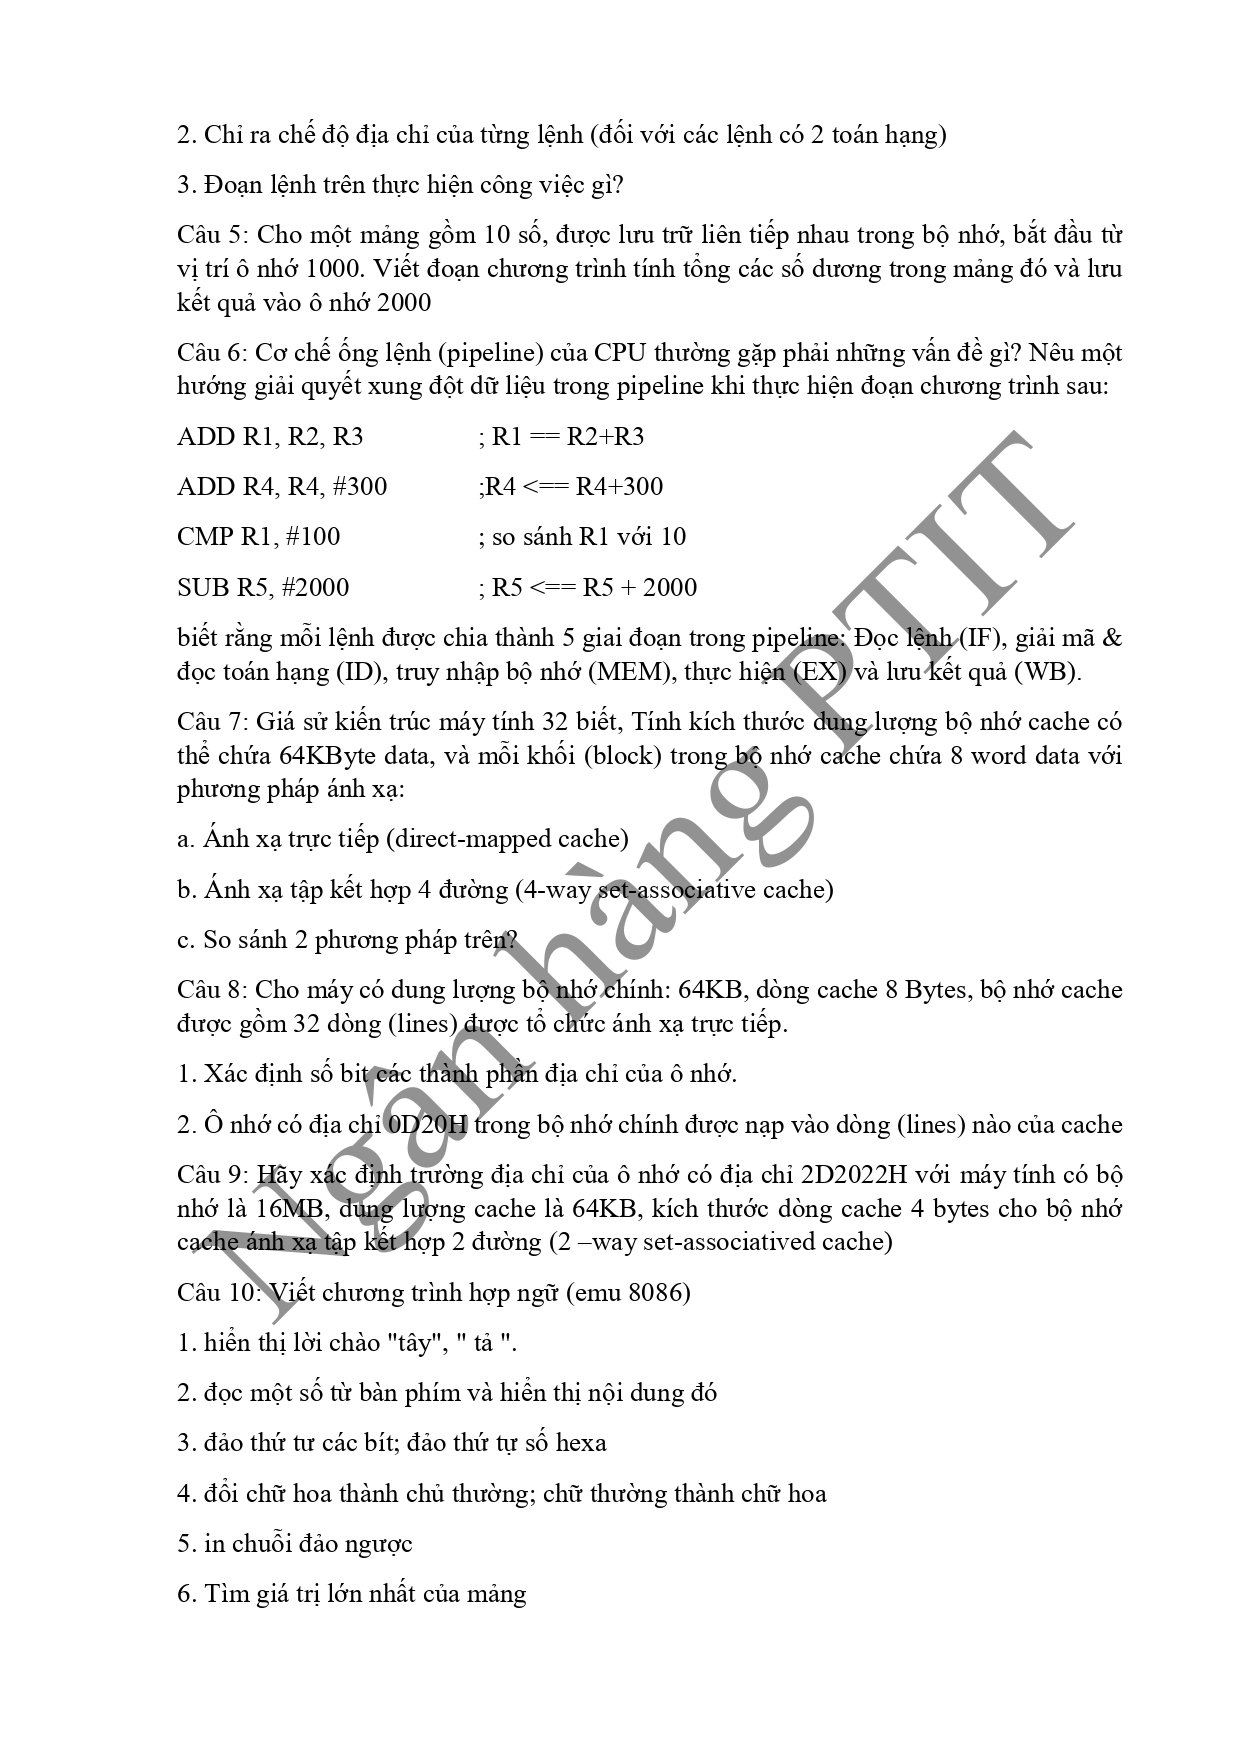 2. Chỉ ra chế độ địa chỉ của từng lệnh (đối với các lệnh có 2 toán hạng)
3. Đoạn lệnh trên thực hiện công việc gì?
Câu 5: Cho một mảng gồm 10 số, được lưu trữ liên tiếp nhau trong bộ nhớ, bắt đầu từ
vị trí ô nhớ 1000. Viết đoạn chương trình tính tổng các số dương trong mảng đó và lưu
kết quả vào ô nhớ 2000
Câu 6: Cơ chế ống lệnh (pipeline) của CPU thường gặp phải những vấn đề gì? Nêu một
hướng giải quyết xung đột dữ liệu trong pipeline khi thực hiện đoạn chương trình sau:
ADD R1, R2, R3 ; R1 == R2+R3
ADD R4, R4, #300 ;R4 <== R4+300
CMP R1, #100 ; so sánh R1 với 10
SUB R5, #2000 ; R5 <== R5 + 2000
biết rằng mỗi lệnh được chia thành 5 giai đoạn trong pipeline: Đọc lệnh (IF), giải mã &
đọc toán hạng (ID), truy nhập bộ nhớ (MEM), thực hiện (EX) và lưu kết quả (WB).
Câu 7: Giả sử kiến trúc máy tính 32 biết, Tính kích thước dung lượng bộ nhớ cache có
thể chứa 64KByte data, và mỗi khối (block) trong bộ nhớ cache chứa 8 word data với
phương pháp ánh xạ:
a. Ánh xạ trực tiếp (direct-mapped cache)
b. Ánh xạ tập kết hợp 4 đường (4-way set-associative cache)
c. So sánh 2 phương pháp trên?
Câu 8: Cho máy có dung lượng bộ nhớ chính: 64KB, dòng cache 8 Bytes, bộ nhớ cache
được gồm 32 dòng (lines) được tổ chức ánh xạ trực tiếp.
1. Xác định số bit các thành phần địa chỉ của ô nhớ.
2. Ô nhớ có địa chỉ 0D20H trong bộ nhớ chính được nạp vào dòng (lines) nào của cache
Câu 9: Hãy xác định trường địa chỉ của ô nhớ có địa chỉ 2D2022H với máy tính có bộ
nhớ là 16MB, dung lượng cache là 64KB, kích thước dòng cache 4 bytes cho bộ nhớ
cache ánh xạ tập kết hợp 2 đường (2 –way set-associatived cache)
Câu 10: Viết chương trình hợp ngữ (emu 8086)
1. hiển thị lời chào "tây", " tả ".
2. đọc một số từ bàn phím và hiển thị nội dung đó
3. đảo thứ tư các bít; đảo thứ tự số hexa
4. đổi chữ hoa thành chủ thường; chữ thường thành chữ hoa
5. in chuỗi đảo ngược
6. Tìm giá trị lớn nhất của mảng
Ngân hàng PTIT